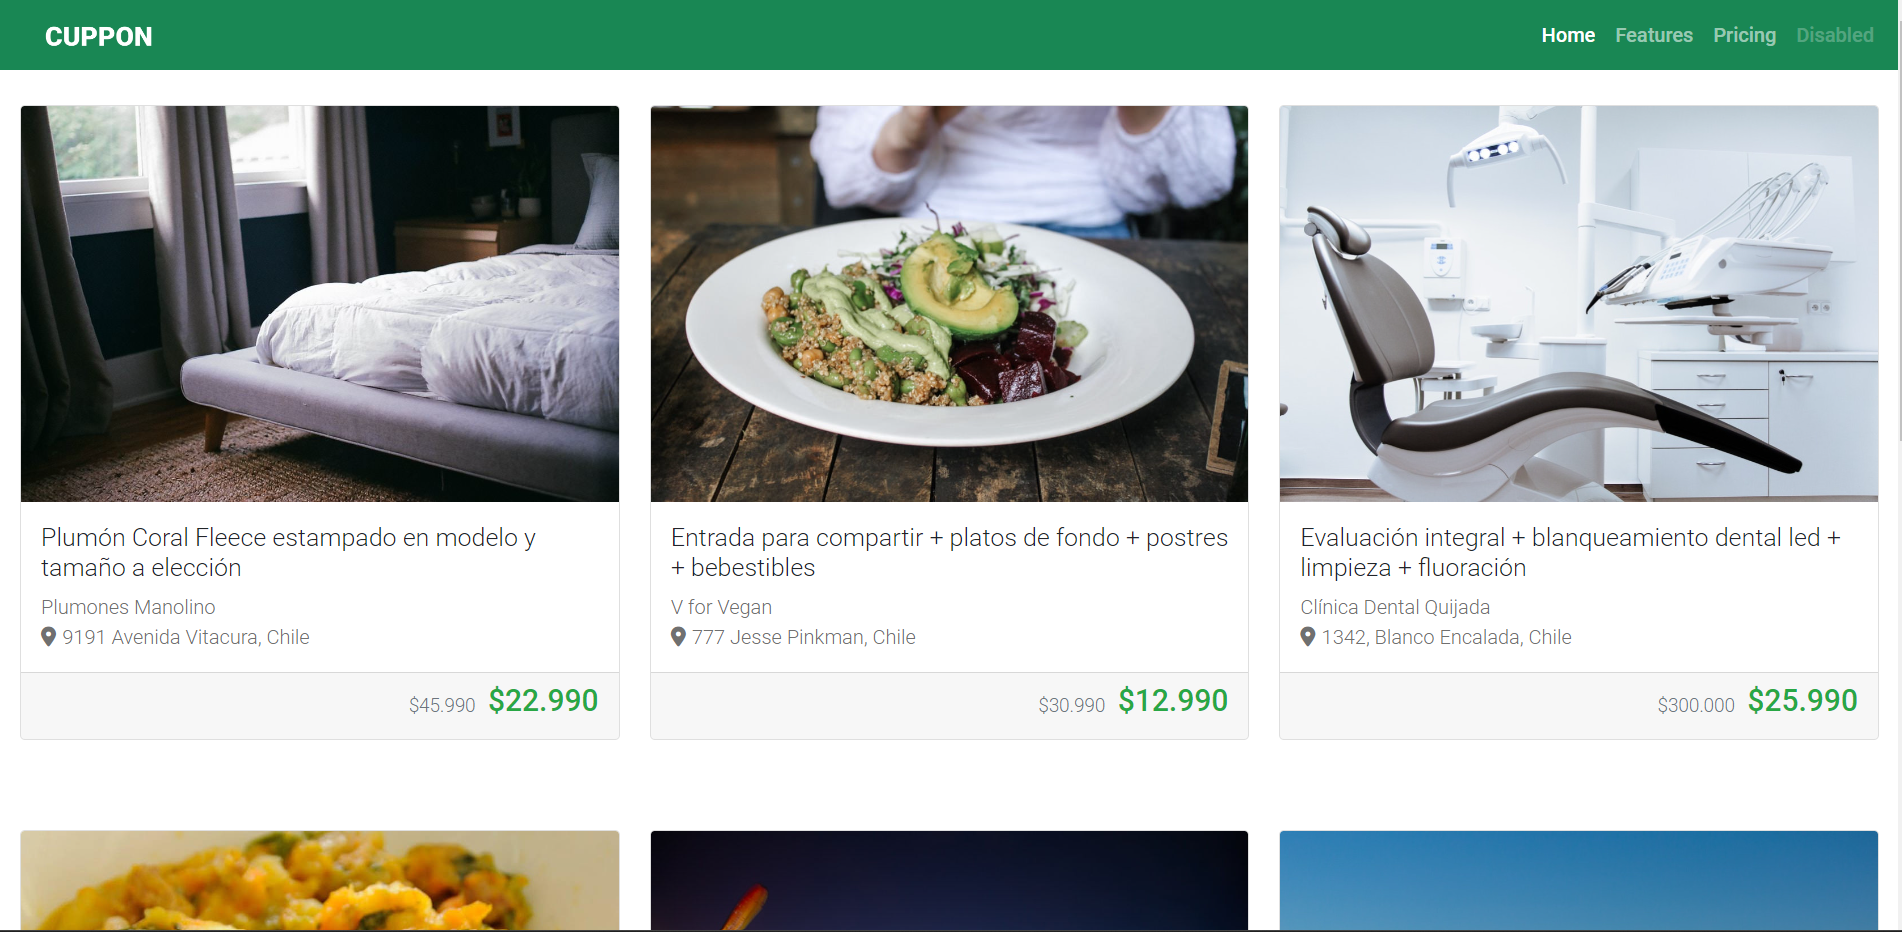 CUPPON
Home Features Pricing Disabled
Plumón Coral Fleece estampado en modelo y
tamaño a elección
Plumones Manolino
9191 Avenida Vitacura, Chile
$45.990 $22.990
Entrada para compartir + platos de fondo + postres
+ bebestibles
V for Vegan
777 Jesse Pinkman, Chile
$30.990 $12.990
Evaluación integral + blanqueamiento dental led +
limpieza + fluoración
Clínica Dental Quijada
1342, Blanco Encalada, Chile
$300.000 $25.990